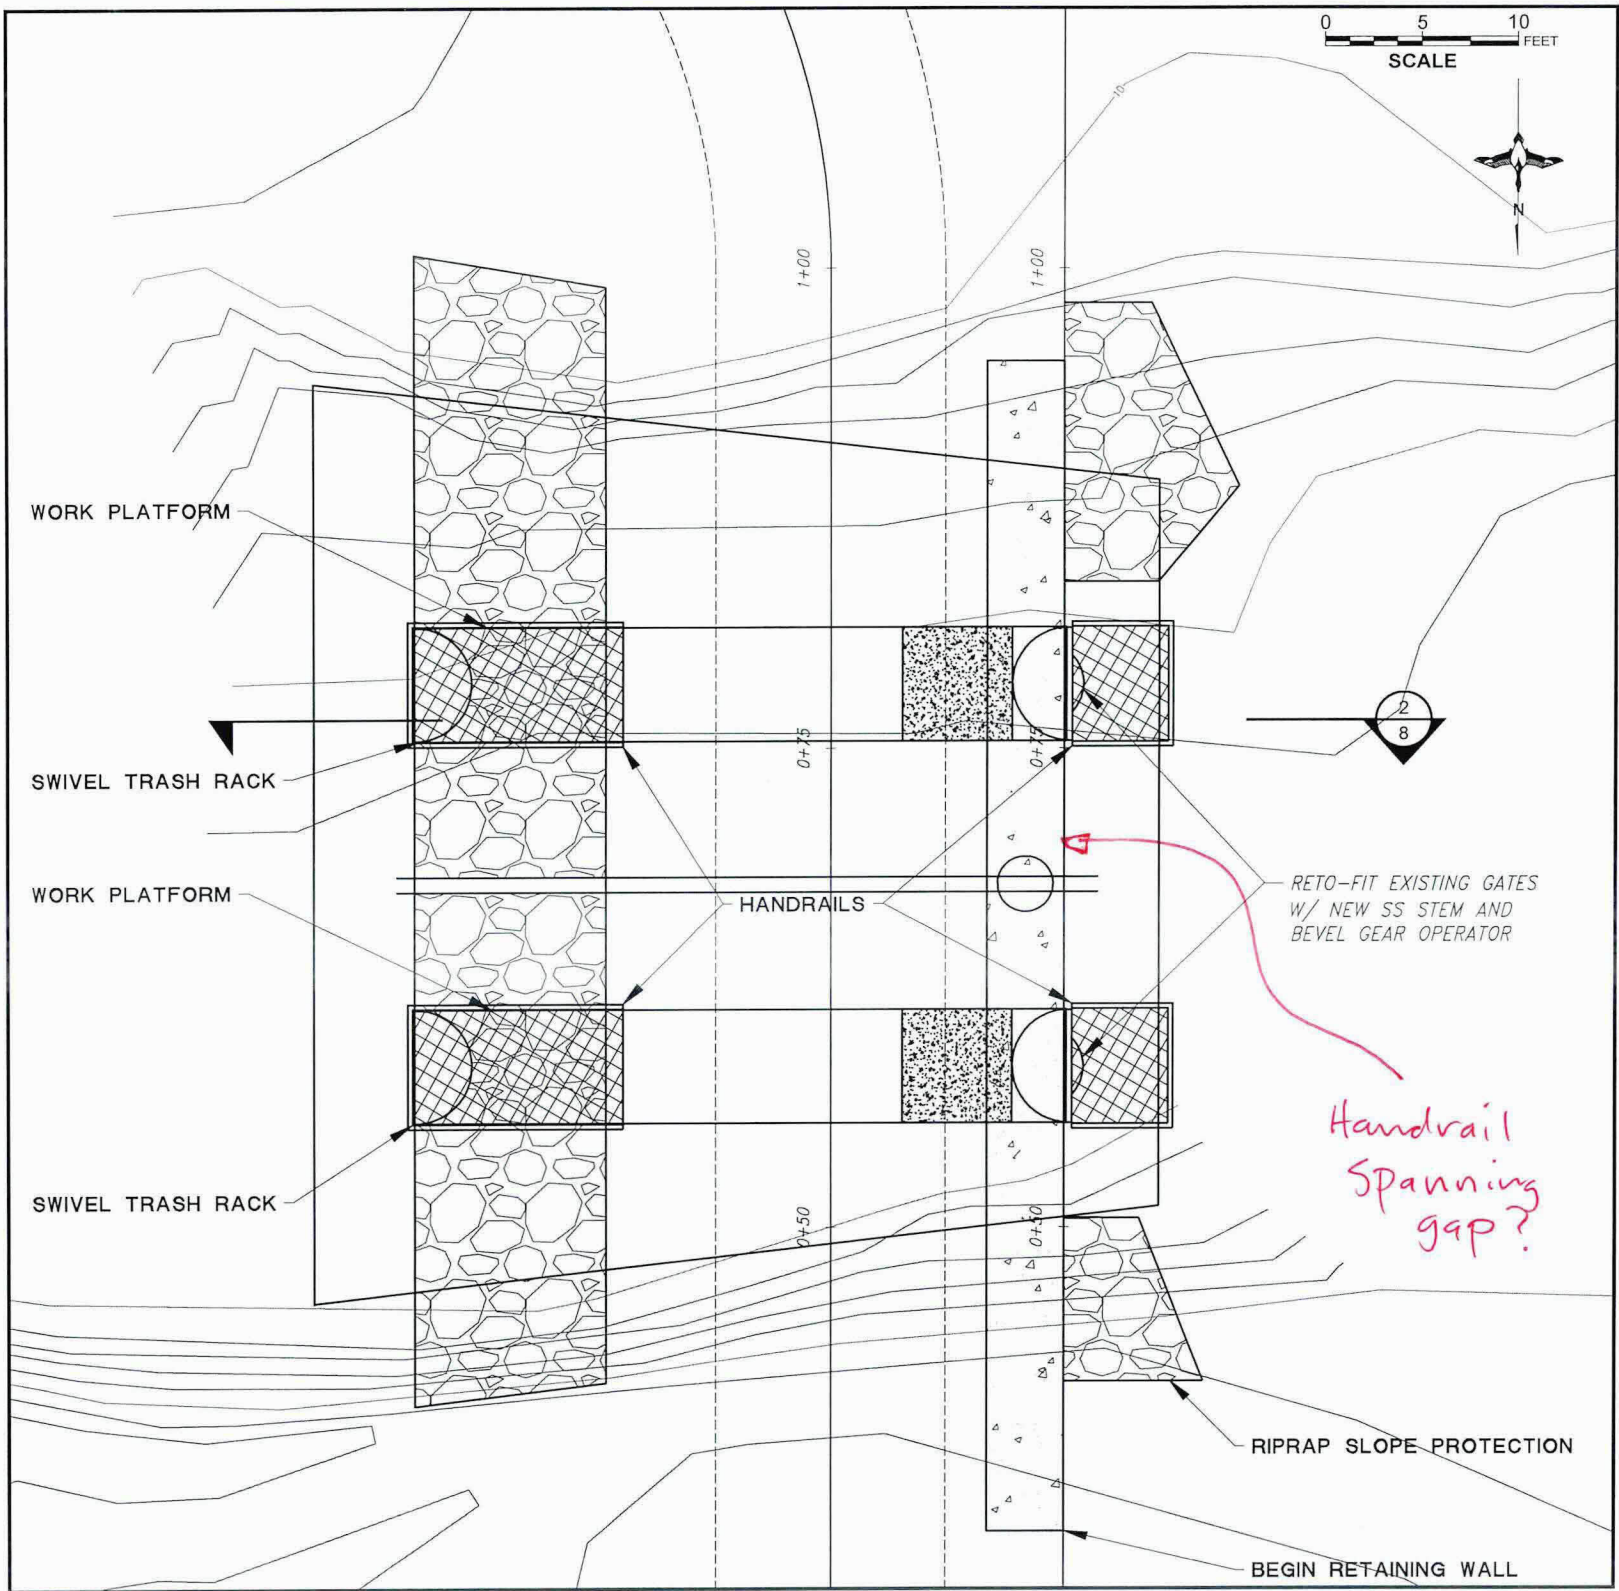 0 5 10
FEET
SCALE
10
N
1+00
1+00
WORK PLATFORM
2
8
0+75
0+75
SWIVEL TRASH RACK
WORK PLATFORM
HANDRAILS
RETO-FIT EXISTING GATES
W/ NEW SS STEM AND
BEVEL GEAR OPERATOR
Handrail
Spanning
gap?
SWIVEL TRASH RACK
0+50
0+50
RIPRAP SLOPE PROTECTION
BEGIN RETAINING WALL